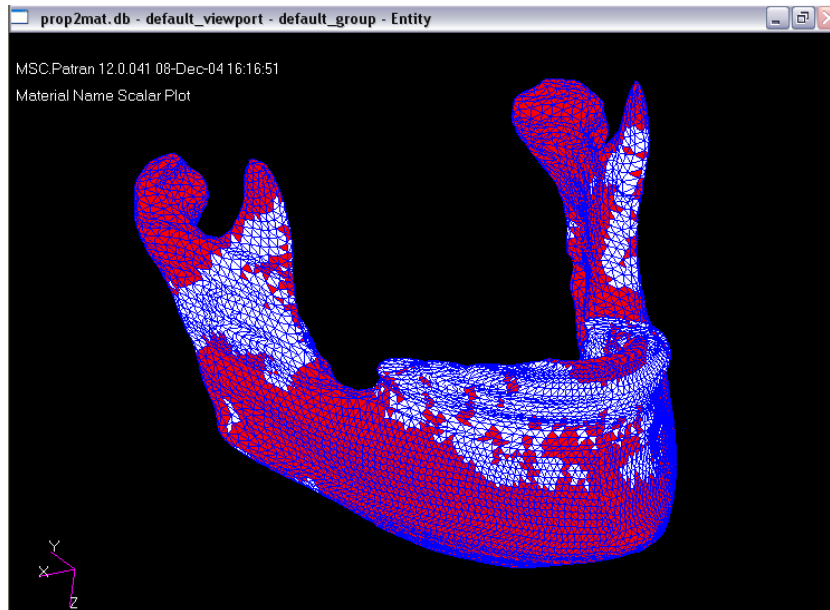 prop2mat.db - default_viewport - default_group - Entity
MSC.Patran 12.0.041 08-Dec-04 16:16:51
Material Name Scalar Plot
Y
X
Z